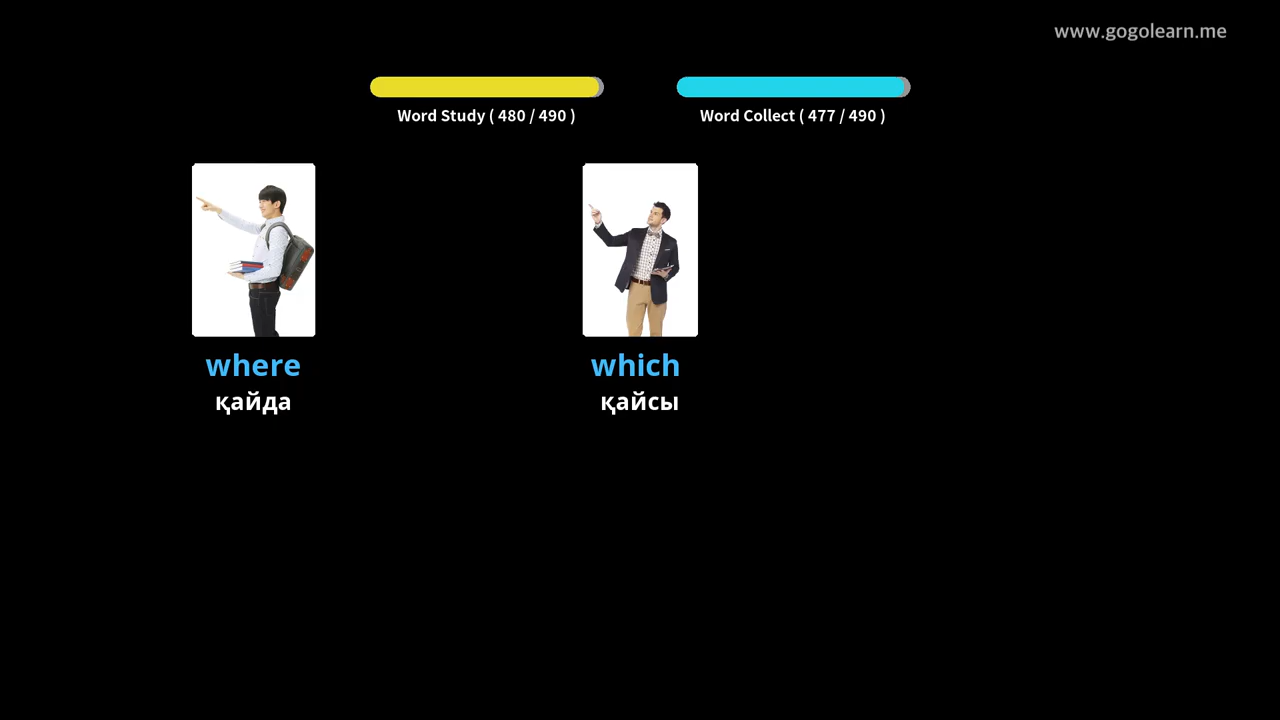 www.gogolearn.me
Word Study ( 480 / 490 )
Word Collect ( 477 / 490 )
where
қайда
which
қайсы